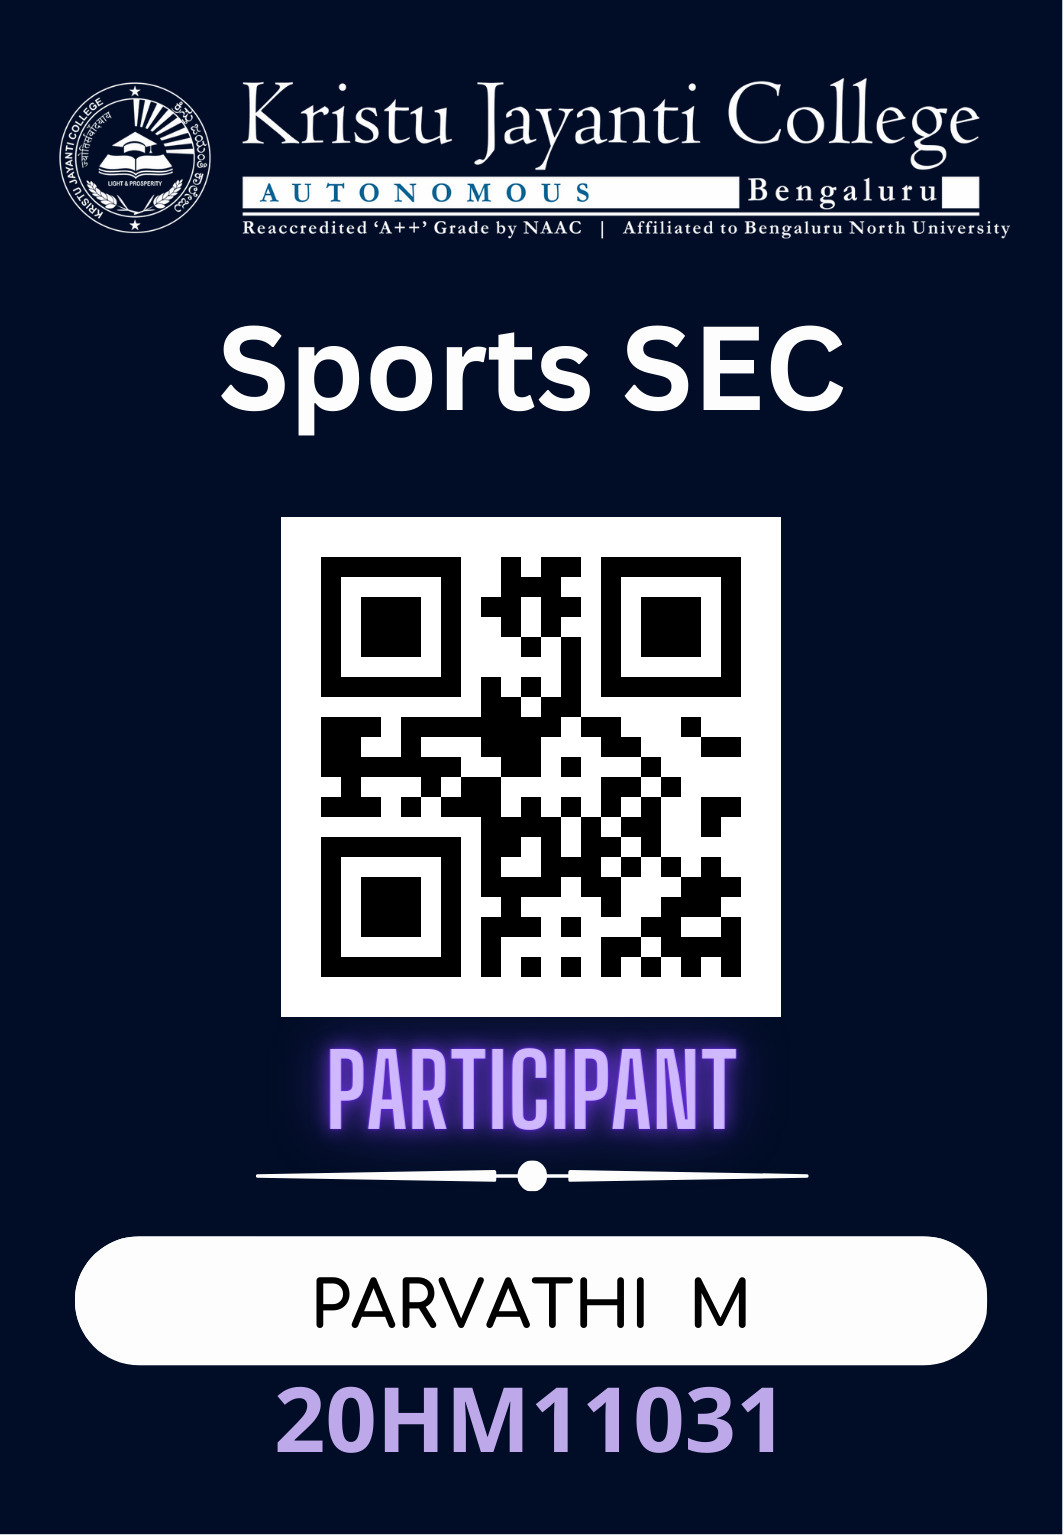 KRISTU JAYANTI COLLEGE
ಕ್ರಿಸ್ತು ಜಯಂತಿ ಕಾಲೇಜು
LIGHT & PROSPERITY
Kristu Jayanti College
AUTONOMOUS Bengaluru
Reaccredited ‘A++’ Grade by NAAC | Affiliated to Bengaluru North University
Sports SEC
PARTICIPANT
PARVATHI M
20HM11031